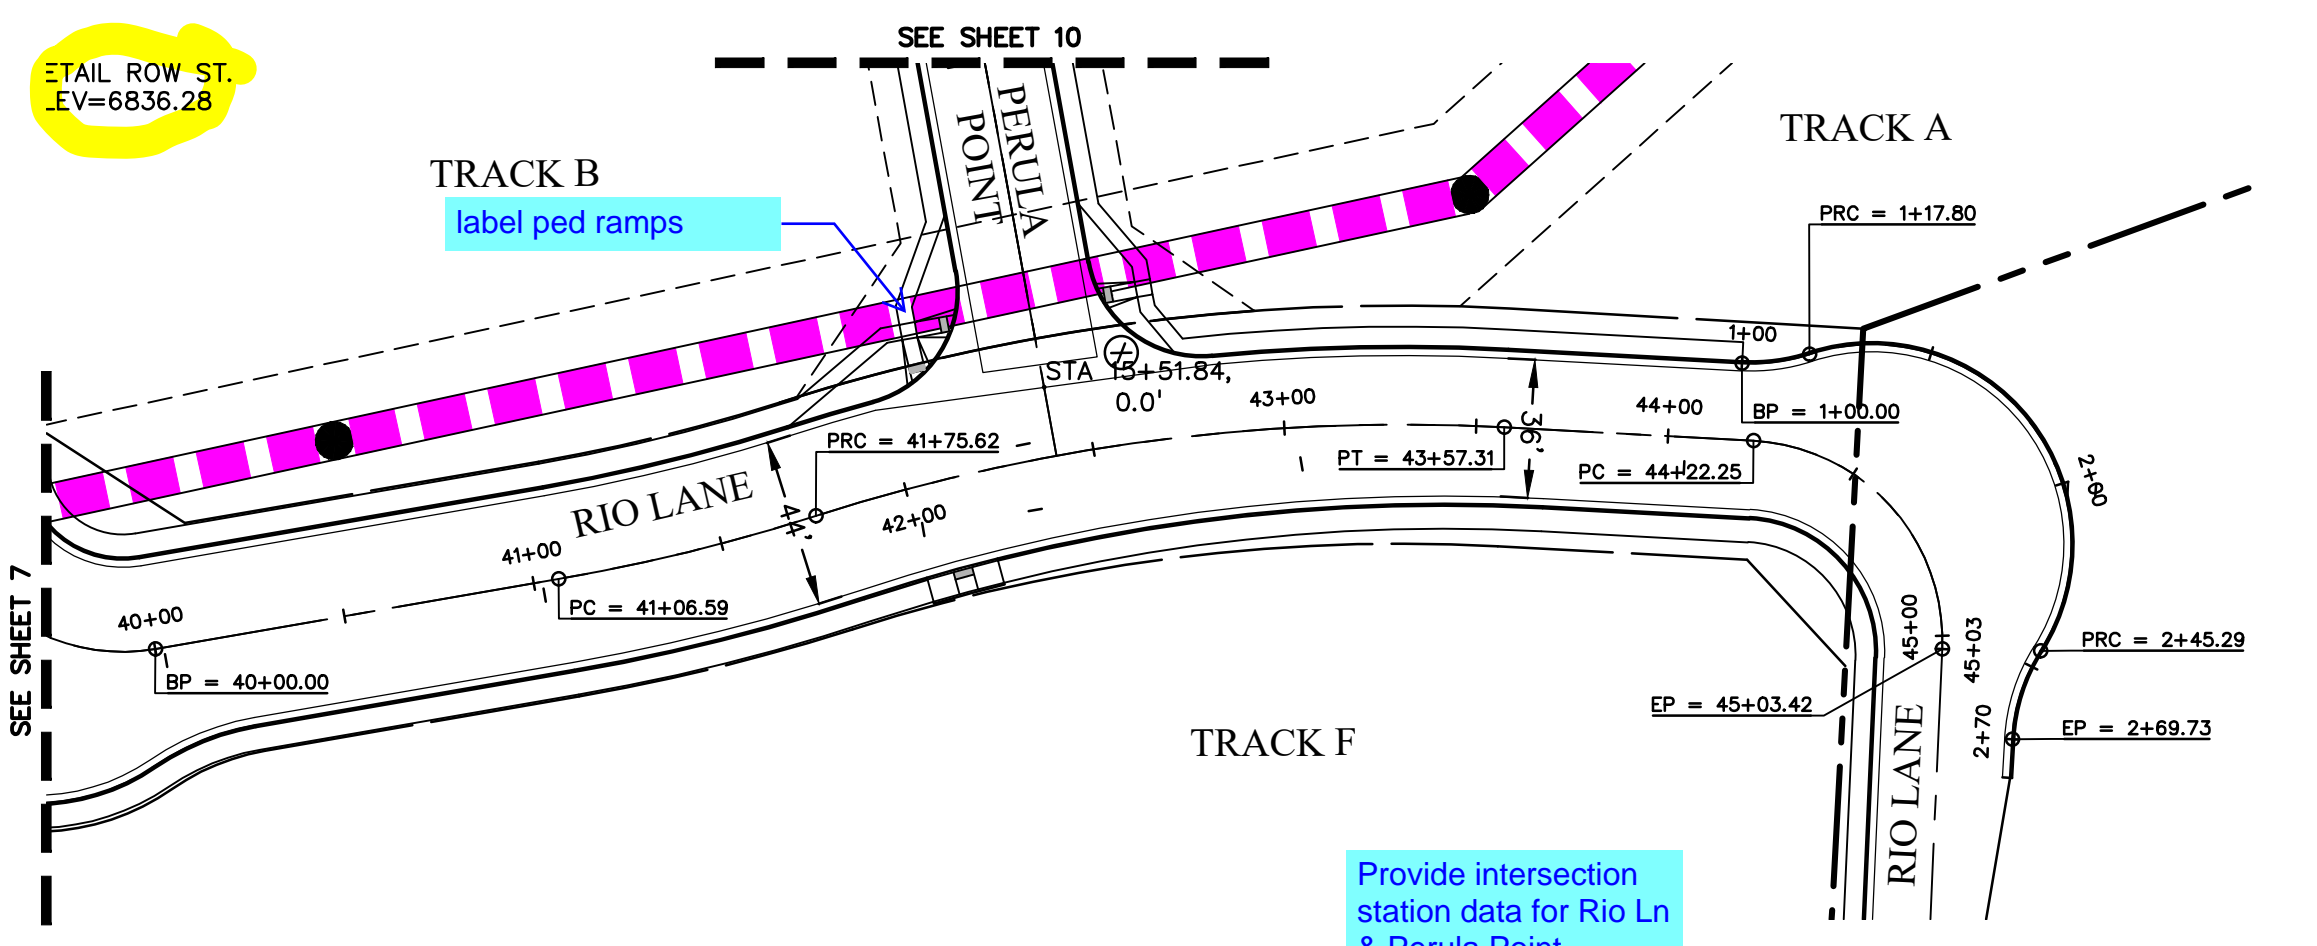 SEE SHEET 10
ETAIL ROW ST.
EV=6836.28
PERULA
POINT
TRACK A
TRACK B
label ped ramps
PRC = 1+17.80
1+00
STA 15+51.84,
0.0'
43+00
44+00
BP = 1+00.00
36'
PRC = 41+75.62
PT = 43+57.31
PC = 44+22.25
2+00
RIO LANE
44'
42+00
41+00
SEE SHEET 7
40+00
PC = 41+06.59
45+00
45+03
PRC = 2+45.29
BP = 40+00.00
EP = 45+03.42
2+70
EP = 2+69.73
TRACK F
RIO LANE
Provide intersection
station data for Rio Ln
& Perula Point